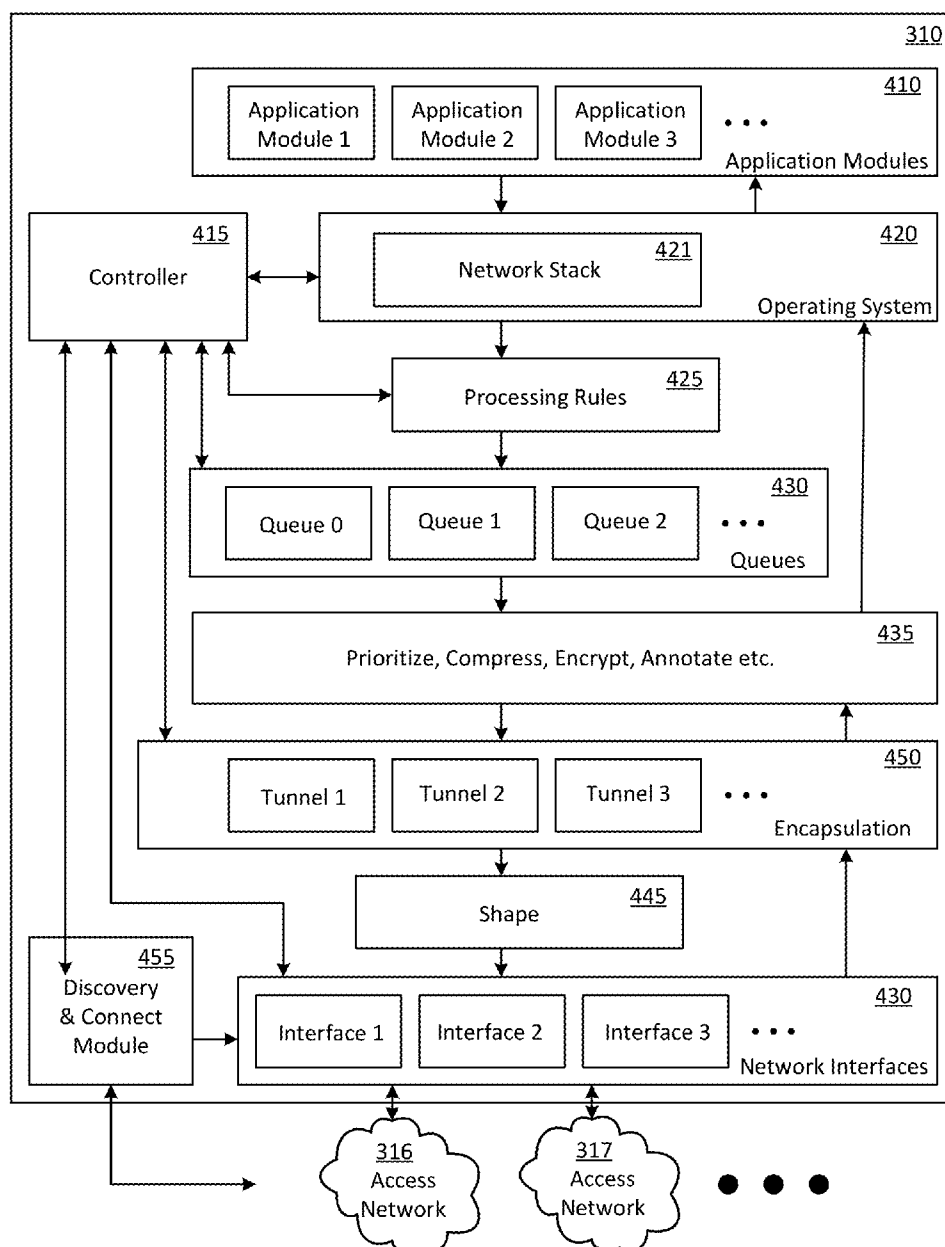 310
410
Application
Module 1
Application
Module 2
Application
Module 3
Application Modules
415
Controller
420
421
Network Stack
Operating System
425
Processing Rules
430
Queue 0
Queue 1
Queue 2
Queues
435
Prioritize, Compress, Encrypt, Annotate etc.
450
Tunnel 1
Tunnel 2
Tunnel 3
Encapsulation
445
Shape
455
Discovery
& Connect
Module
430
Interface 1
Interface 2
Interface 3
Network Interfaces
316
Access
Network
317
Access
Network